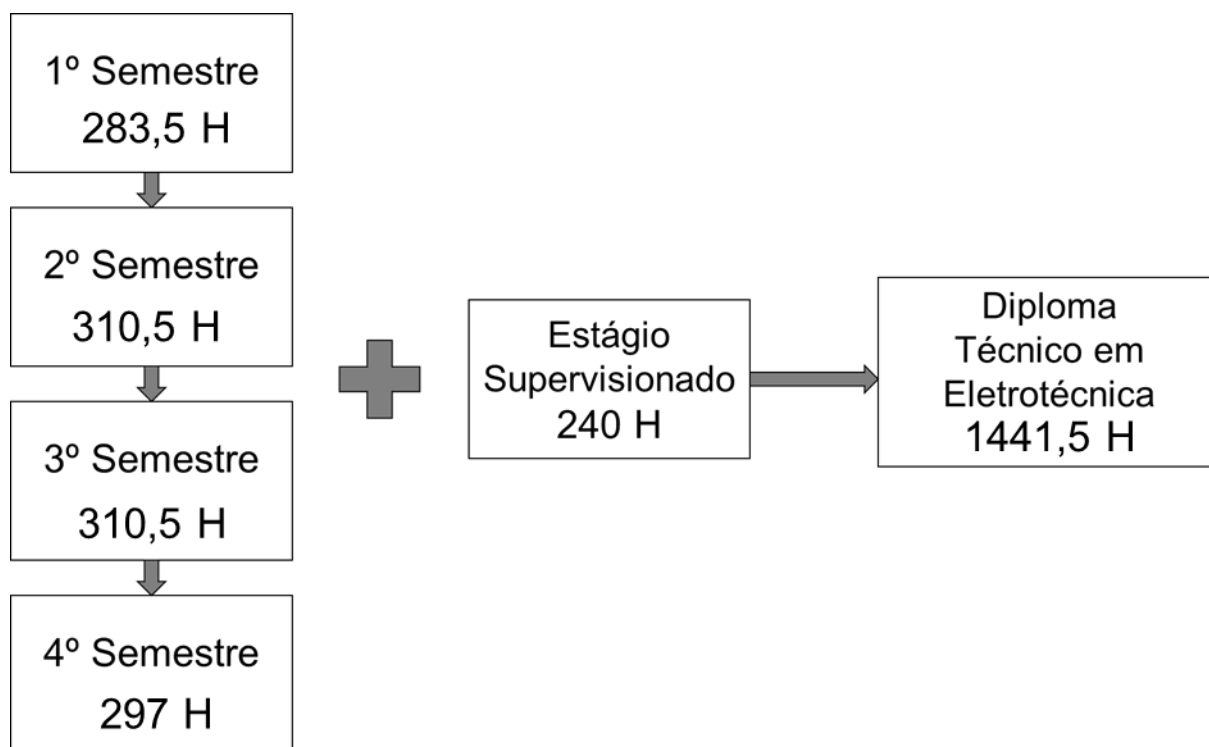 1º Semestre
283,5 H
2º Semestre
310,5 H
3º Semestre
310,5 H
4º Semestre
297 H
Estágio
Supervisionado
240 H
Diploma
Técnico em
Eletrotécnica
1441,5 H